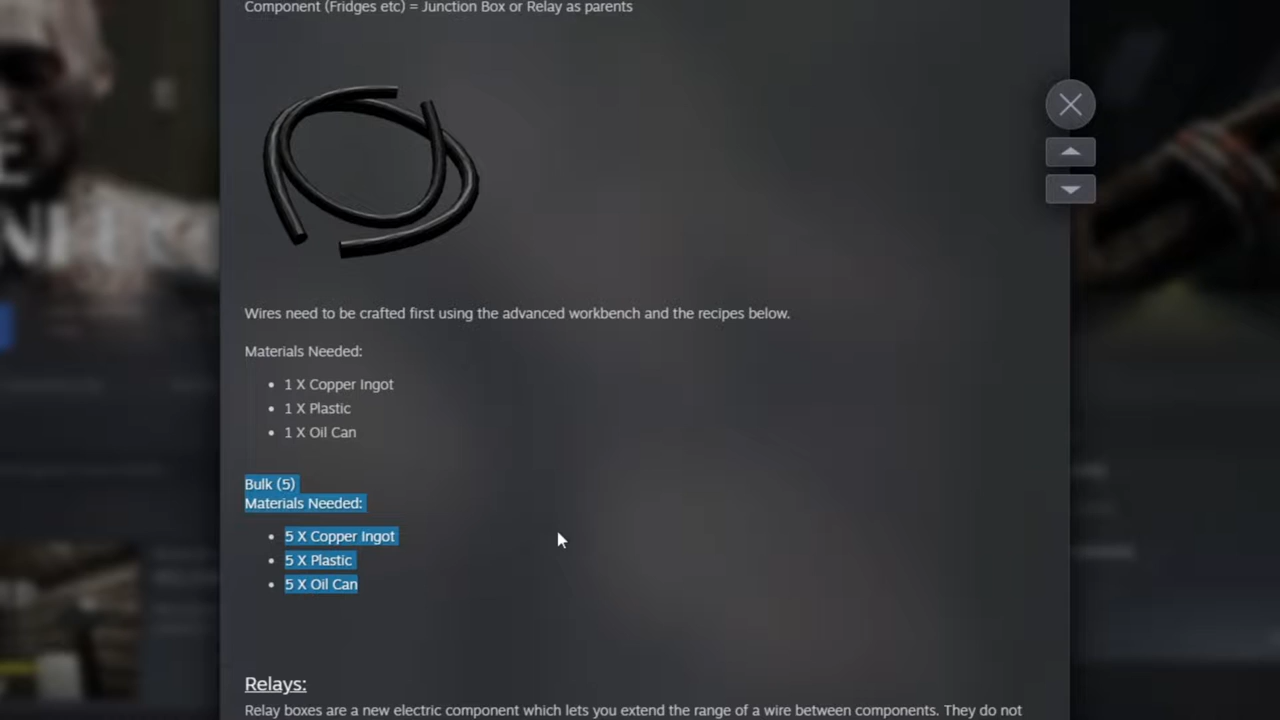 Component (Fridges etc) = Junction Box or Relay as parents
Wires need to be crafted first using the advanced workbench and the recipes below.
Materials Needed:
1 X Copper Ingot
1 X Plastic
1 X Oil Can
Bulk (5)
Materials Needed:
5 X Copper Ingot
5 X Plastic
5 X Oil Can
Relays:
Relay boxes are a new electric component which lets you extend the range of a wire between components. They do not